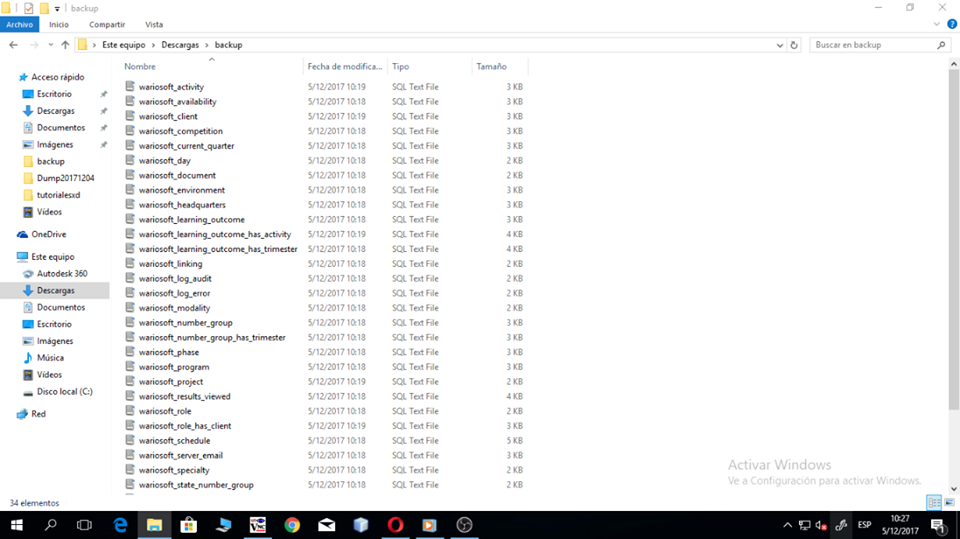 backup
Archivo Inicio Compartir Vista
Este equipo Descargas backup
Buscar en backup
Acceso rápido
Escritorio
Descargas
Documentos
Imágenes
backup
Dump20171204
tutorialesxd
Vídeos
OneDrive
Este equipo
Autodesk 360
Descargas
Documentos
Escritorio
Imágenes
Música
Vídeos
Disco local (C:)
Red
Nombre Fecha de modifica... Tipo Tamaño
wariosoft_activity 5/12/2017 10:19 SQL Text File 3 KB
wariosoft_availability 5/12/2017 10:18 SQL Text File 3 KB
wariosoft_client 5/12/2017 10:19 SQL Text File 3 KB
wariosoft_competition 5/12/2017 10:18 SQL Text File 3 KB
wariosoft_current_quarter 5/12/2017 10:18 SQL Text File 3 KB
wariosoft_day 5/12/2017 10:18 SQL Text File 2 KB
wariosoft_document 5/12/2017 10:18 SQL Text File 2 KB
wariosoft_environment 5/12/2017 10:18 SQL Text File 3 KB
wariosoft_headquarters 5/12/2017 10:18 SQL Text File 3 KB
wariosoft_learning_outcome 5/12/2017 10:18 SQL Text File 3 KB
wariosoft_learning_outcome_has_activity 5/12/2017 10:19 SQL Text File 4 KB
wariosoft_learning_outcome_has_trimester 5/12/2017 10:18 SQL Text File 4 KB
wariosoft_linking 5/12/2017 10:18 SQL Text File 2 KB
wariosoft_log_audit 5/12/2017 10:18 SQL Text File 2 KB
wariosoft_log_error 5/12/2017 10:18 SQL Text File 2 KB
wariosoft_modality 5/12/2017 10:18 SQL Text File 2 KB
wariosoft_number_group 5/12/2017 10:18 SQL Text File 3 KB
wariosoft_number_group_has_trimester 5/12/2017 10:18 SQL Text File 3 KB
wariosoft_phase 5/12/2017 10:18 SQL Text File 3 KB
wariosoft_program 5/12/2017 10:18 SQL Text File 3 KB
wariosoft_project 5/12/2017 10:19 SQL Text File 2 KB
wariosoft_results_viewed 5/12/2017 10:18 SQL Text File 4 KB
wariosoft_role 5/12/2017 10:18 SQL Text File 2 KB
wariosoft_role_has_client 5/12/2017 10:19 SQL Text File 3 KB
wariosoft_schedule 5/12/2017 10:18 SQL Text File 5 KB
wariosoft_server_email 5/12/2017 10:18 SQL Text File 3 KB
wariosoft_specialty 5/12/2017 10:18 SQL Text File 2 KB
wariosoft_state_number_group 5/12/2017 10:18 SQL Text File 2 KB
Activar Windows
Ve a Configuración para activar Windows.
34 elementos
ESP
10:27
5/12/2017
1